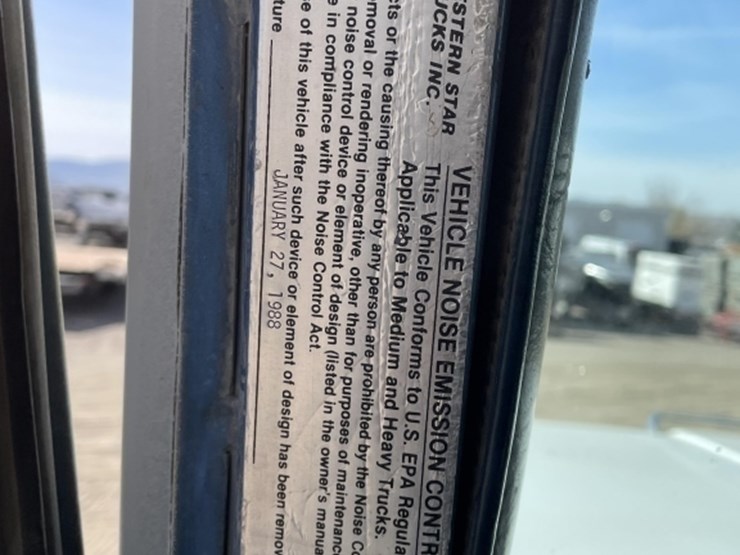 STERN STAR
UCKS INC.
VEHICLE NOISE EMISSION CONTR
This Vehicle Conforms to U.S. EPA Regula
Applicable to Medium and Heavy Trucks.
ts or the causing thereof by any person are prohibited by the Noise Co
moval or rendering inoperative, other than for purposes of maintenanc
noise control device or element of design (listed in the owner's manua
e in compliance with the Noise Control Act.
e of this vehicle after such device or element of design has been remov
ture JANUARY 27, 1988